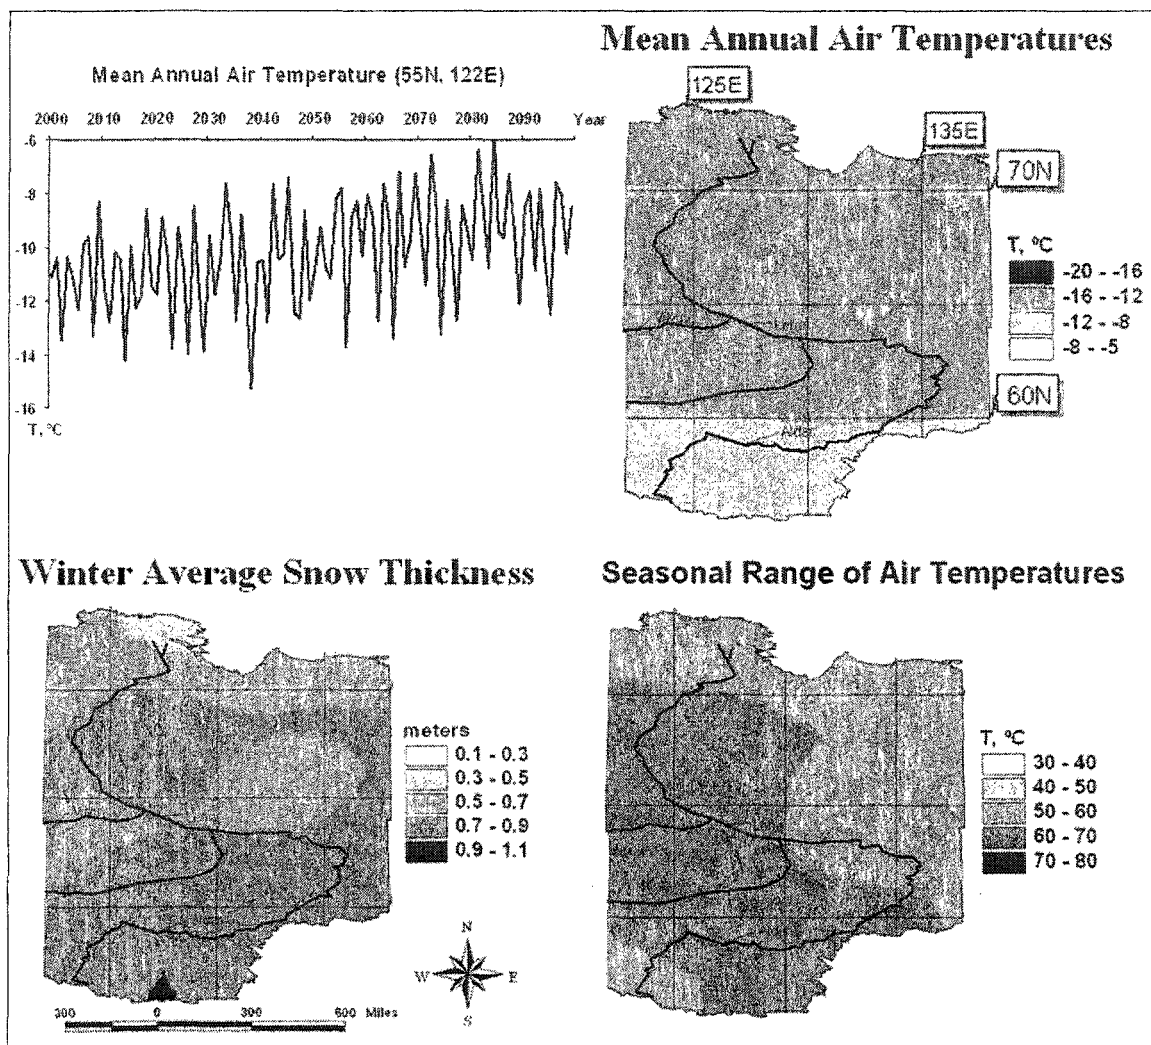 Mean Annual Air Temperatures
Mean Annual Air Temperature (55N, 122E)
2000 2010 2020 2030 2040 2050 2060 2070 2080 2090 Year
-6
-8
-10
-12
-14
-16
T, ºC
125E
135E
70N
60N
T, ºC
-20 - -16
-16 - -12
-12 - -8
-8 - -5
Winter Average Snow Thickness
meters
0.1 - 0.3
0.3 - 0.5
0.5 - 0.7
0.7 - 0.9
0.9 - 1.1
N
W E
S
300 0 300 600 Miles
Seasonal Range of Air Temperatures
T, ºC
30 - 40
40 - 50
50 - 60
60 - 70
70 - 80